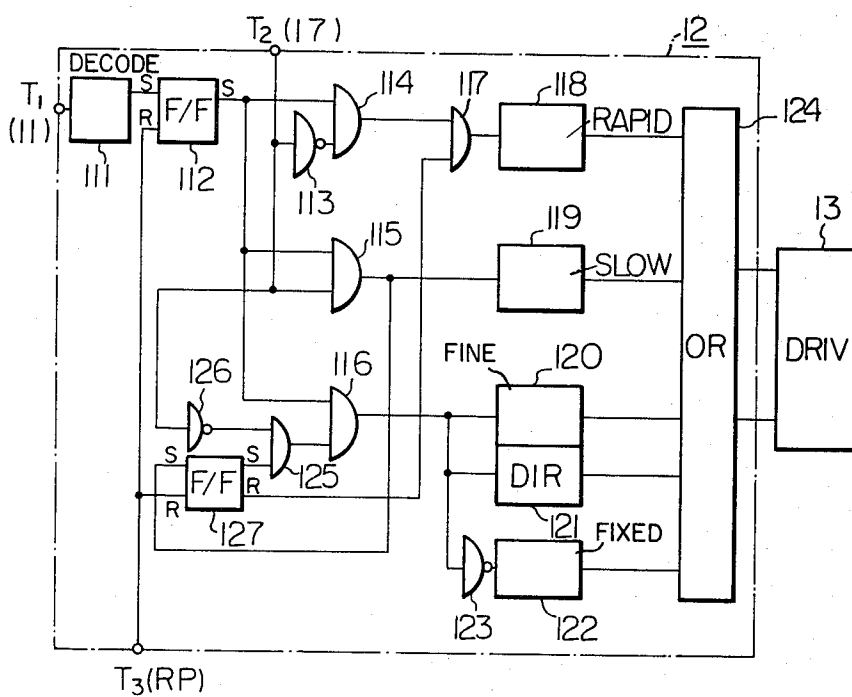 T2 (17)
12
DECODE
S
S
114
117
118
T1
(11)
F/F
R
RAPID
124
111
112
113
115
119
13
SLOW
116
FINE
120
OR
DRIV
126
S
F/F
S
R
R
125
DIR
127
121
FIXED
123
122
T3 (RP)